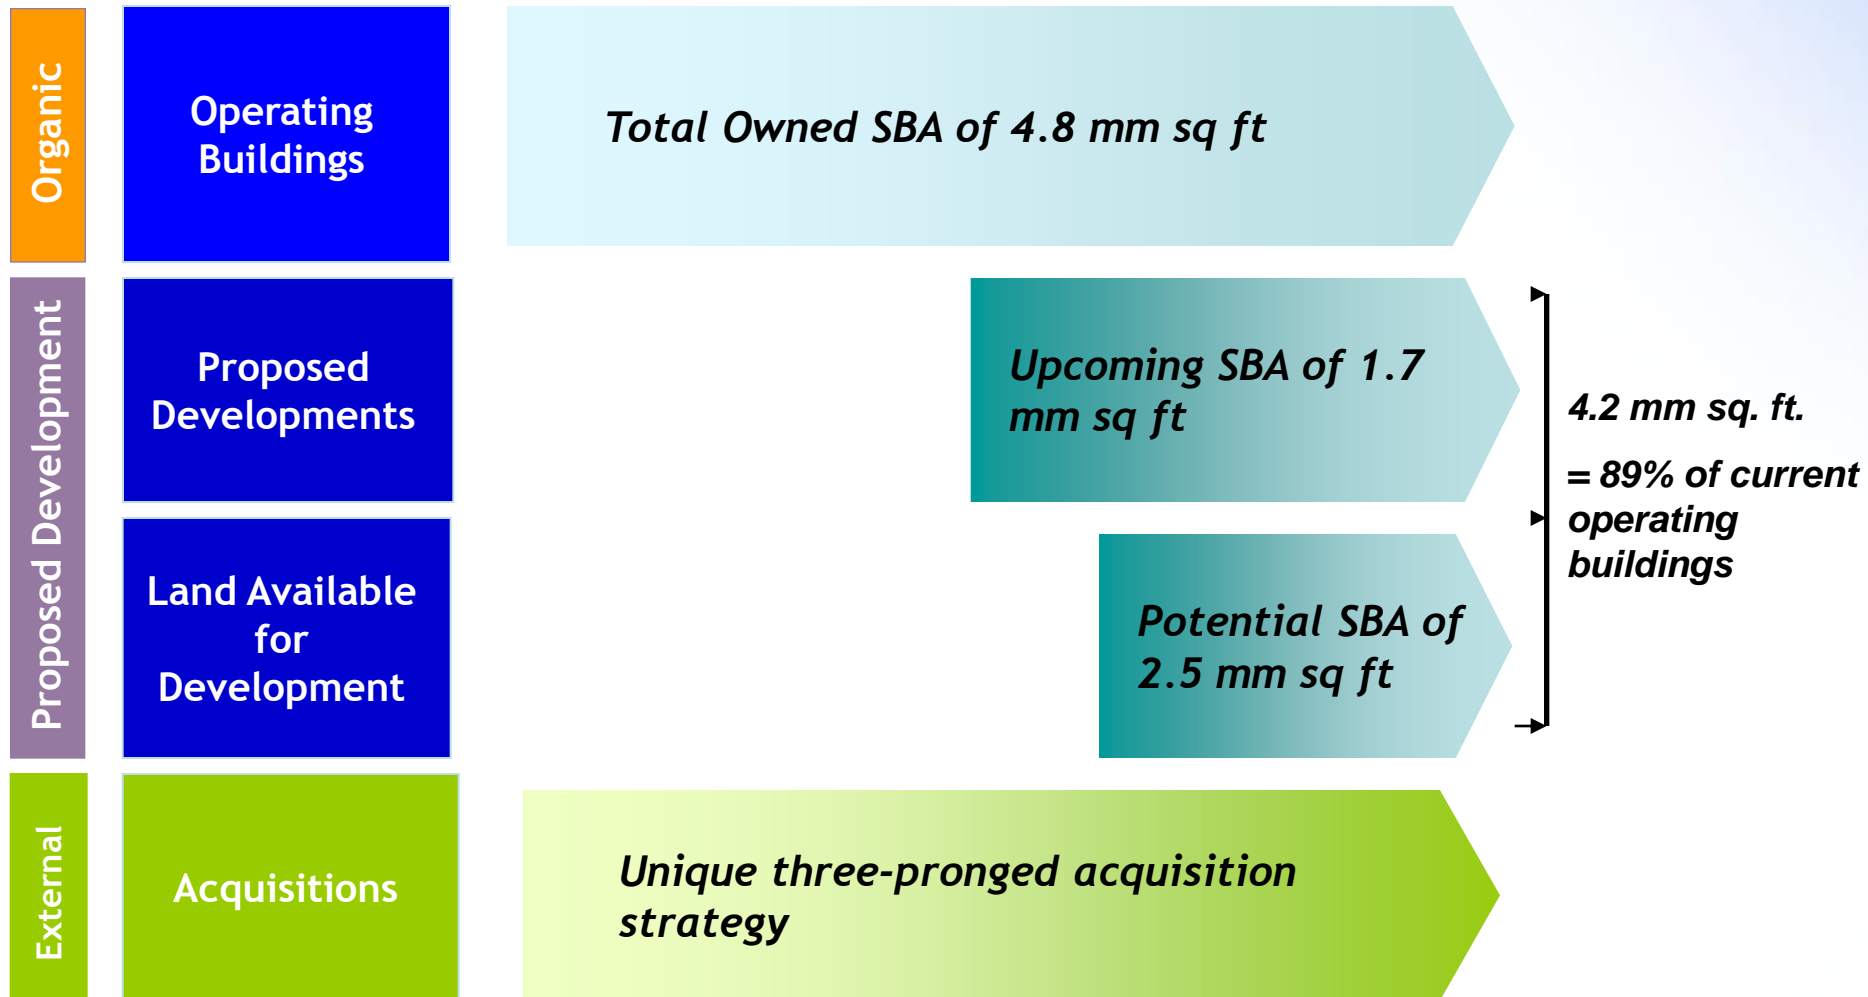 Organic
Operating
Buildings
Total Owned SBA of 4.8 mm sq ft
Proposed Development
Proposed
Developments
Upcoming SBA of 1.7
mm sq ft
4.2 mm sq. ft.
= 89% of current
operating
buildings
Land Available
for
Development
Potential SBA of
2.5 mm sq ft
External
Acquisitions
Unique three-pronged acquisition
strategy